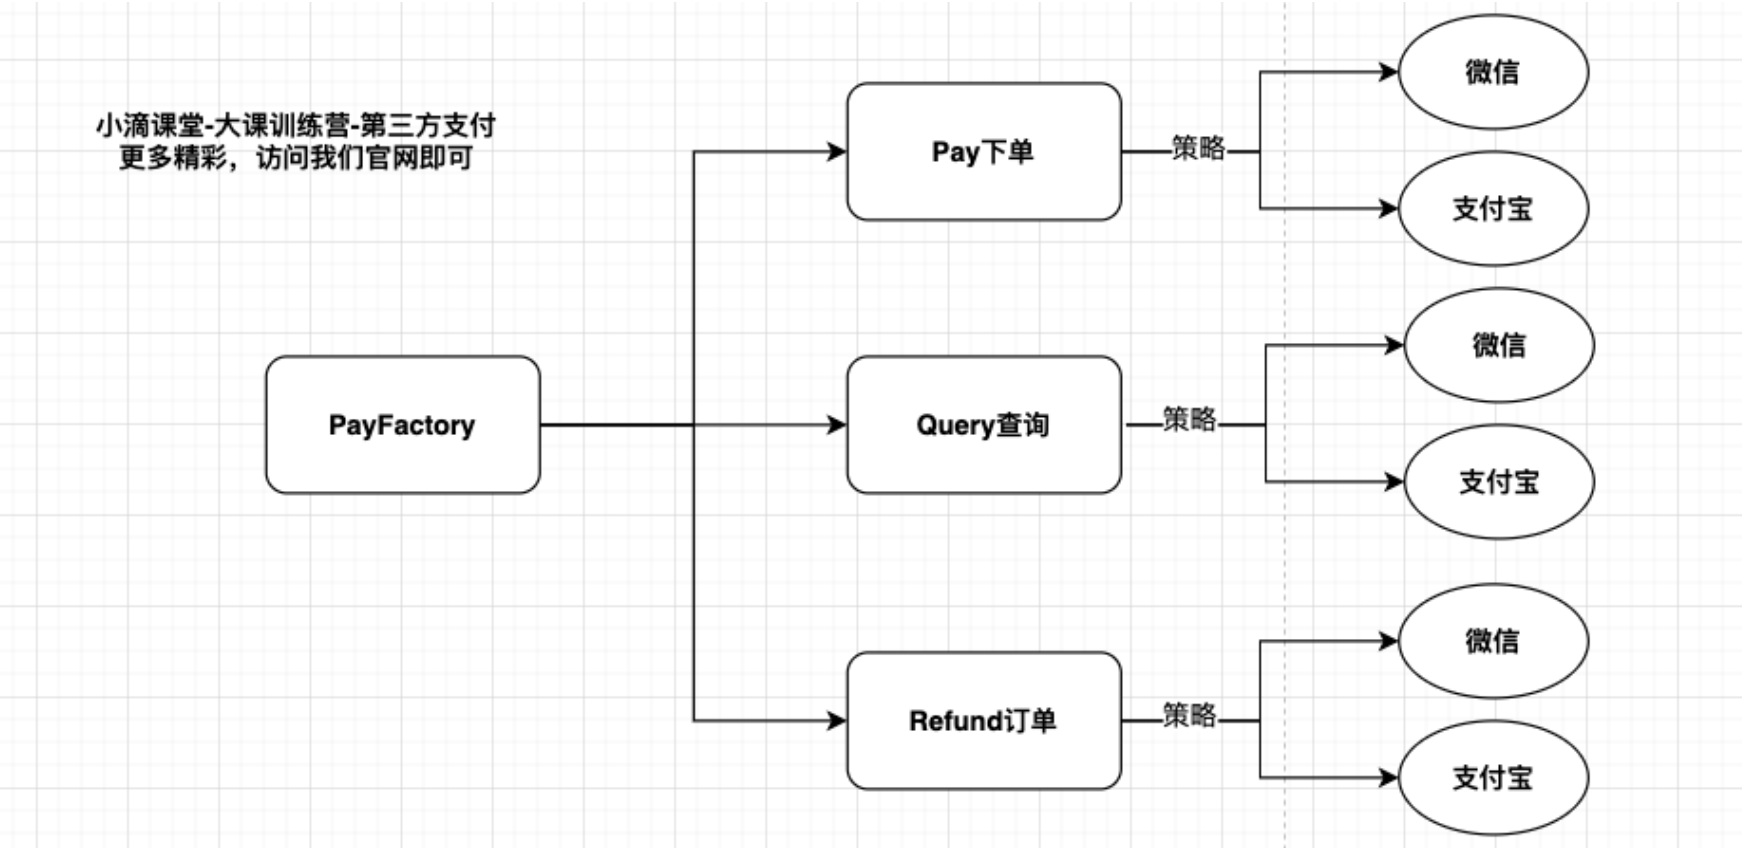 小滴课堂-大课训练营-第三方支付
更多精彩，访问我们官网即可
PayFactory
Pay下单
策略
微信
支付宝
Query查询
策略
微信
支付宝
Refund订单
策略
微信
支付宝